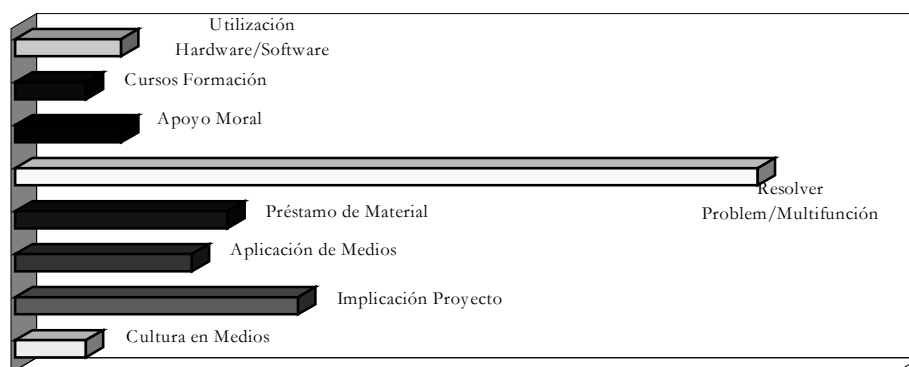 Utilización
Hardware/Software
Cursos Formación
Apoyo Moral
Resolver
Problem/Multifunción
Préstamo de Material
Aplicación de Medios
Implicación Proyecto
Cultura en Medios